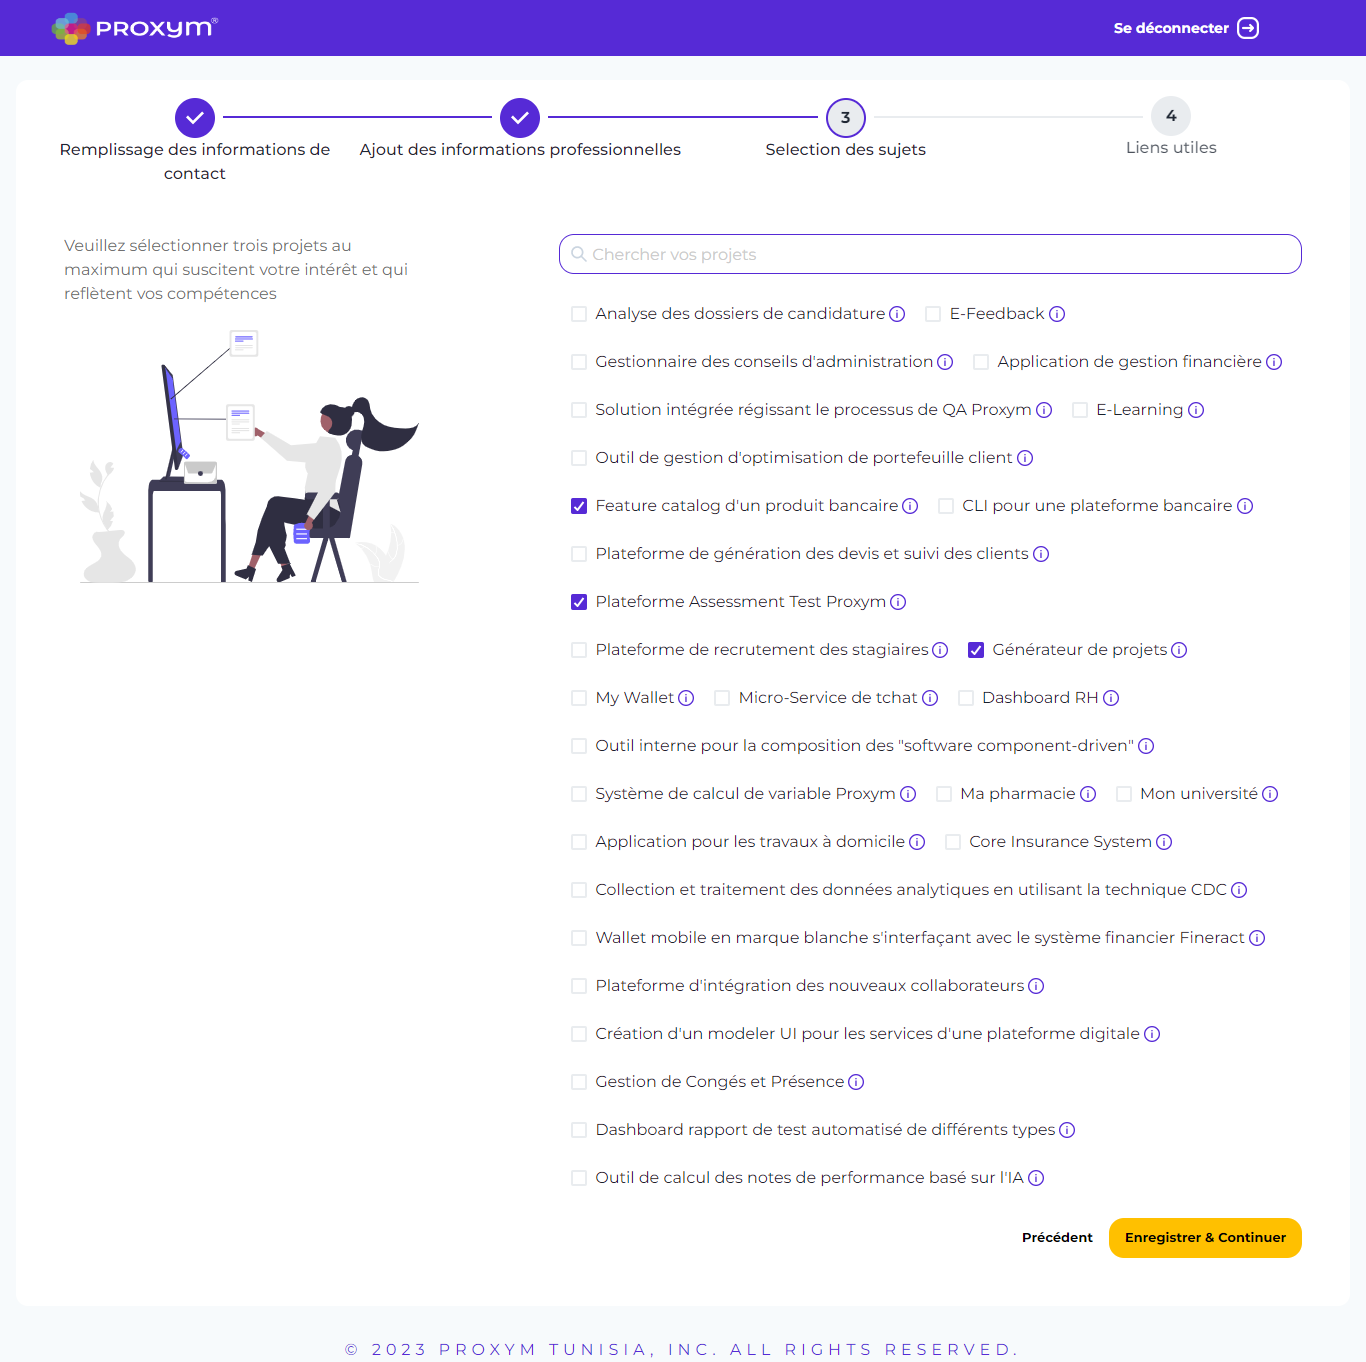 PROXYM®
Se déconnecter
3
4
Remplissage des informations de
contact
Ajout des informations professionnelles
Selection des sujets
Liens utiles
Veuillez sélectionner trois projets au
maximum qui suscitent votre intérêt et qui
reflètent vos compétences
Chercher vos projets
Analyse des dossiers de candidature E-Feedback
Gestionnaire des conseils d'administration Application de gestion financière
Solution intégrée régissant le processus de QA Proxym E-Learning
Outil de gestion d'optimisation de portefeuille client
Feature catalog d'un produit bancaire CLI pour une plateforme bancaire
Plateforme de génération des devis et suivi des clients
Plateforme Assessment Test Proxym
Plateforme de recrutement des stagiaires Générateur de projets
My Wallet Micro-Service de tchat Dashboard RH
Outil interne pour la composition des "software component-driven"
Système de calcul de variable Proxym Ma pharmacie Mon université
Application pour les travaux à domicile Core Insurance System
Collection et traitement des données analytiques en utilisant la technique CDC
Wallet mobile en marque blanche s'interfaçant avec le système financier Fineract
Plateforme d'intégration des nouveaux collaborateurs
Création d'un modeler UI pour les services d'une plateforme digitale
Gestion de Congés et Présence
Dashboard rapport de test automatisé de différents types
Outil de calcul des notes de performance basé sur l'IA
Précédent Enregistrer & Continuer
© 2023 PROXYM TUNISIA, INC. ALL RIGHTS RESERVED.